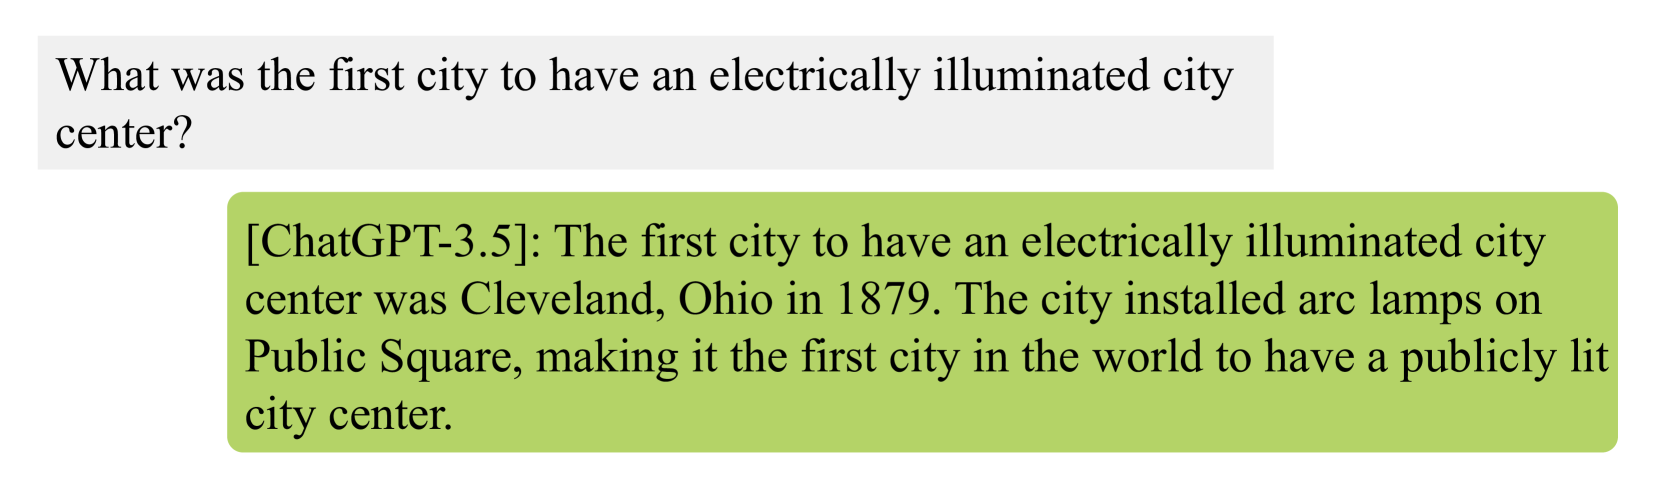 What was the first city to have an electrically illuminated city
center?
[ChatGPT-3.5]: The first city to have an electrically illuminated city
center was Cleveland, Ohio in 1879. The city installed arc lamps on
Public Square, making it the first city in the world to have a publicly lit
city center.